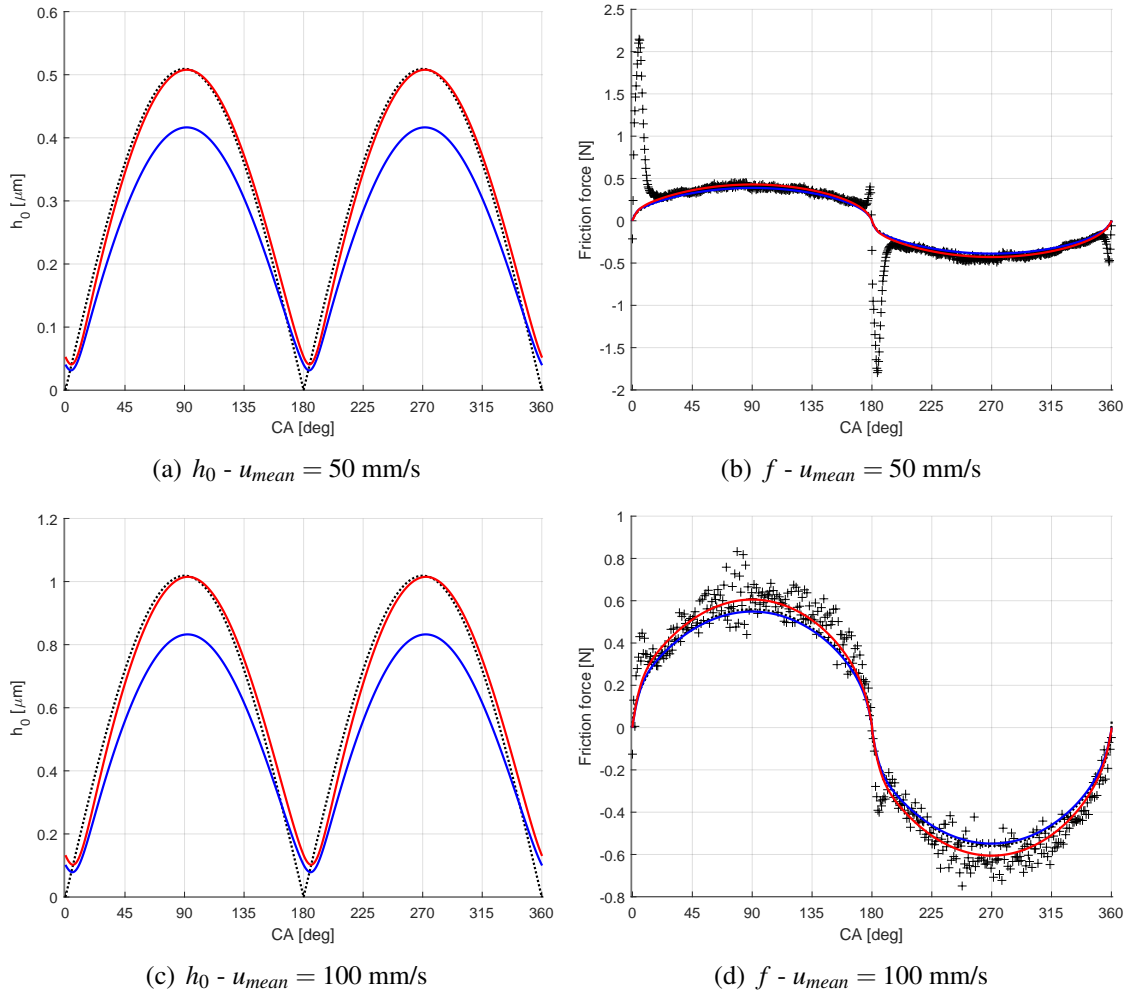 0.6
0.5
0.4
0.3
0.2
0.1
0
h₀ [μm]
0 45 90 135 180 225 270 315 360
CA [deg]
(a) h₀ - u_mean = 50 mm/s
2.5
2
1.5
1
0.5
0
-0.5
-1
-1.5
-2
Friction force [N]
0 45 90 135 180 225 270 315 360
CA [deg]
(b) f - u_mean = 50 mm/s
1.2
1
0.8
0.6
0.4
0.2
0
h₀ [μm]
0 45 90 135 180 225 270 315 360
CA [deg]
(c) h₀ - u_mean = 100 mm/s
1
0.8
0.6
0.4
0.2
0
-0.2
-0.4
-0.6
-0.8
Friction force [N]
0 45 90 135 180 225 270 315 360
CA [deg]
(d) f - u_mean = 100 mm/s